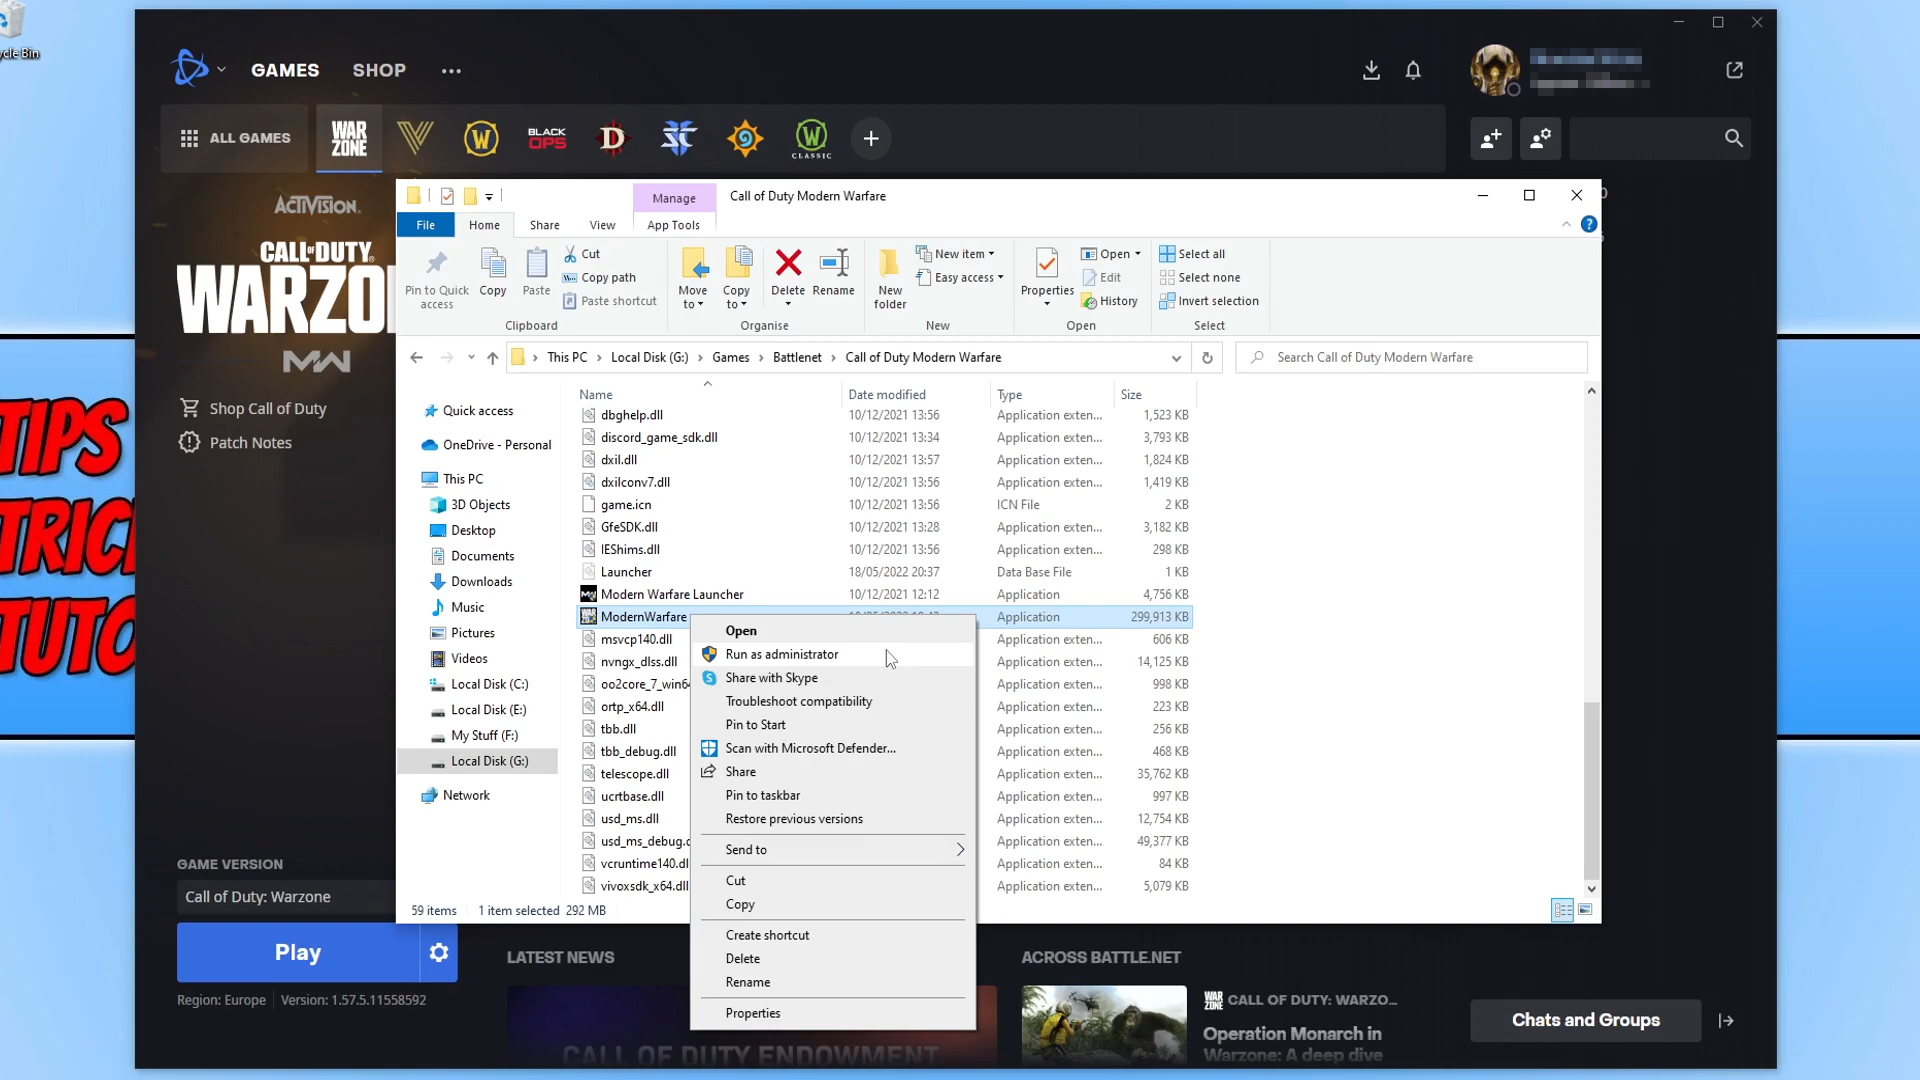 cycle Bin
GAMES
SHOP
ALL GAMES
WAR ZONE
BLACK OPS
CLASSIC
ACTIVISION.
CALL OF DUTY
WARZO
MW
Shop Call of Duty
Patch Notes
TIPS
TRIC
TUTO
Manage
Call of Duty Modern Warfare
File
Home
Share
View
App Tools
Pin to Quick access
Copy
Paste
Cut
Copy path
Paste shortcut
Clipboard
Move to
Copy to
Delete
Rename
Organise
New folder
New item
Easy access
New
Properties
Open
Edit
History
Open
Select all
Select none
Invert selection
Select
This PC > Local Disk (G:) > Games > Battlenet > Call of Duty Modern Warfare
Search Call of Duty Modern Warfare
Quick access
OneDrive - Personal
This PC
3D Objects
Desktop
Documents
Downloads
Music
Pictures
Videos
Local Disk (C:)
Local Disk (E:)
My Stuff (F:)
Local Disk (G:)
Network
Name Date modified Type Size
dbghelp.dll 10/12/2021 13:56 Application exten... 1,523 KB
discord_game_sdk.dll 10/12/2021 13:34 Application exten... 3,793 KB
dxil.dll 10/12/2021 13:57 Application exten... 1,824 KB
dxilconv7.dll 10/12/2021 13:56 Application exten... 1,419 KB
game.icn 10/12/2021 13:56 ICN File 2 KB
GfeSDK.dll 10/12/2021 13:28 Application exten... 3,182 KB
IEShims.dll 10/12/2021 13:56 Application exten... 298 KB
Launcher 18/05/2022 20:37 Data Base File 1 KB
Modern Warfare Launcher 10/12/2021 12:12 Application 4,756 KB
ModernWarfare Application 299,913 KB
msvcp140.dll Application exten... 606 KB
nvngx_dlss.dll Application exten... 14,125 KB
oo2core_7_win64 Application exten... 998 KB
ortp_x64.dll Application exten... 223 KB
tbb.dll Application exten... 256 KB
tbb_debug.dll Application exten... 468 KB
telescope.dll Application exten... 35,762 KB
ucrtbase.dll Application exten... 997 KB
usd_ms.dll Application exten... 12,754 KB
usd_ms_debug.d Application exten... 49,377 KB
vcruntime140.dl Application exten... 84 KB
vivoxsdk_x64.dll Application exten... 5,079 KB
59 items 1 item selected 292 MB
Open
Run as administrator
Share with Skype
Troubleshoot compatibility
Pin to Start
Scan with Microsoft Defender...
Share
Pin to taskbar
Restore previous versions
Send to
Cut
Copy
Create shortcut
Delete
Rename
Properties
GAME VERSION
Call of Duty: Warzone
Play
Region: Europe | Version: 1.57.5.11558592
LATEST NEWS
CALL OF DUTY ENDOWMENT
ACROSS BATTLE.NET
WAR ZONE CALL OF DUTY: WARZO...
Operation Monarch in
Warzone: A deep dive
Chats and Groups